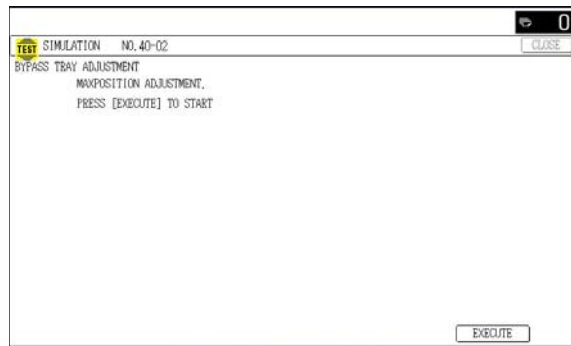 0
TEST SIMULATION NO. 40-02 CLOSE
BYPASS TRAY ADJUSTMENT
MAXPOSITION ADJUSTMENT.
PRESS [EXECUTE] TO START
EXECUTE